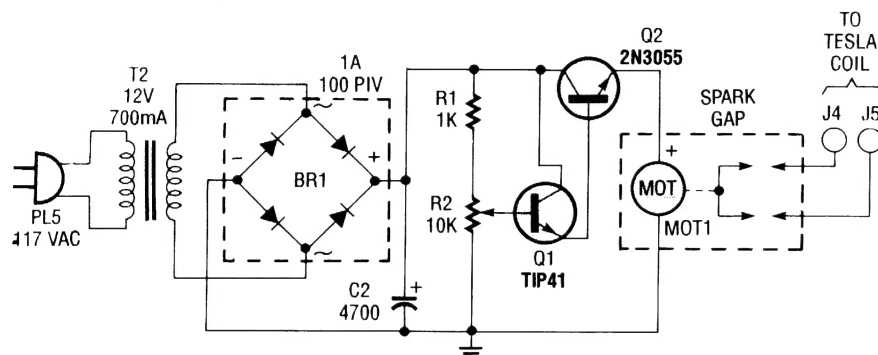 T2
12V
700mA
PL5
117 VAC
1A
100 PIV
~
−
+
BR1
~
C2
4700
+
R1
1K
R2
10K
Q1
TIP41
Q2
2N3055
SPARK
GAP
+
MOT
MOT1
TO
TESLA
COIL
J4
J5